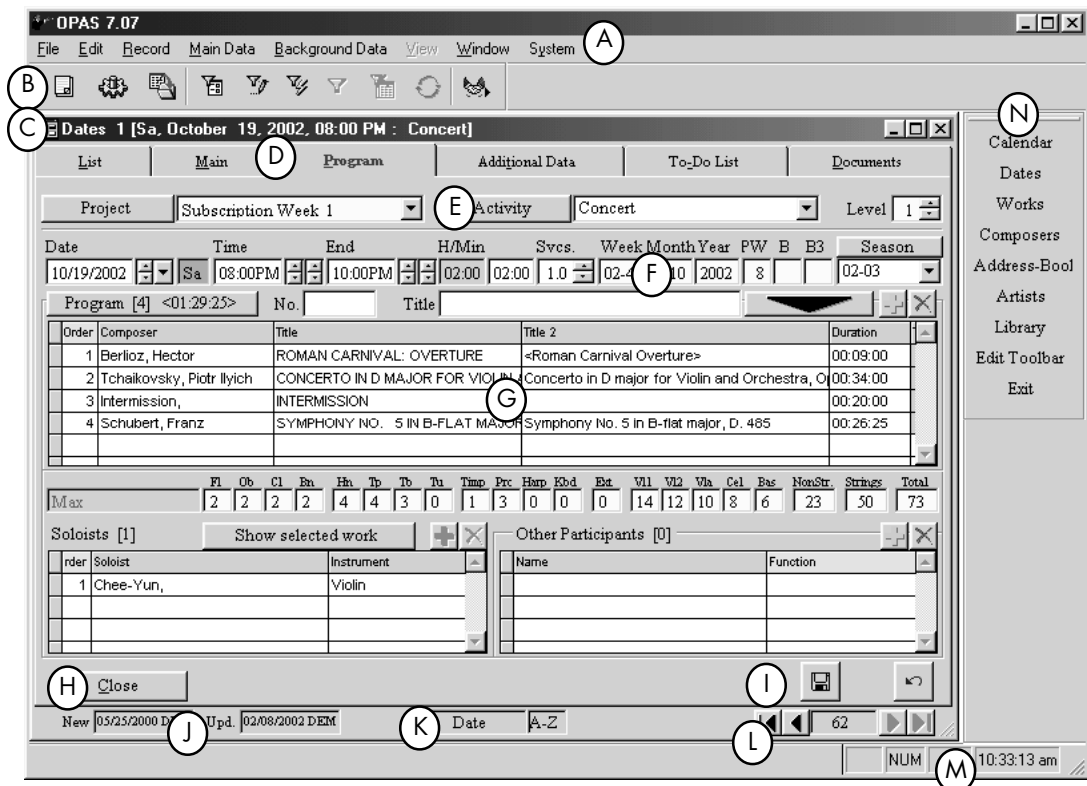 OPAS 7.07
File Edit Record Main Data Background Data View Window System A
B
N
C Dates 1 [Sa, October 19, 2002, 08:00 PM : Concert]
Calendar
Dates
Works
Composers
Address-Bool
Artists
Library
Edit Toolbar
Exit
List Main D Program Additional Data To-Do List Documents
Project Subscription Week 1 E Activity Concert Level 1
Date Time End H/Min Svcs. Week Month Year PW B B3 Season
10/19/2002 Sa 08:00PM 10:00PM 02:00 02:00 1.0 02-4 F 10 2002 8 02-03
Program [4] <01:29:25> No. Title
Order Composer Title Title 2 Duration
1 Berlioz, Hector ROMAN CARNIVAL: OVERTURE <Roman Carnival Overture> 00:09:00
2 Tchaikovsky, Piotr Ilyich CONCERTO IN D MAJOR FOR VIOLIN Concerto in D major for Violin and Orchestra, O 00:34:00
3 Intermission, INTERMISSION G 00:20:00
4 Schubert, Franz SYMPHONY NO. 5 IN B-FLAT MAJOR Symphony No. 5 in B-flat major, D. 485 00:26:25
Fl Ob Cl Bn Hn Tp Tb Tu Timp Prc Harp Kbd Ext Vl1 Vl2 Vla Cel Bas NonStr. Strings Total
Max 2 2 2 2 4 4 3 0 1 3 0 0 14 12 10 8 6 23 50 73
Soloists [1] Show selected work Other Participants [0]
rder Soloist Instrument Name Function
1 Chee-Yun, Violin
H Close I
New 05/25/2000 D J Upd. 02/08/2002 DEM K Date A-Z L 62
NUM M 10:33:13 am